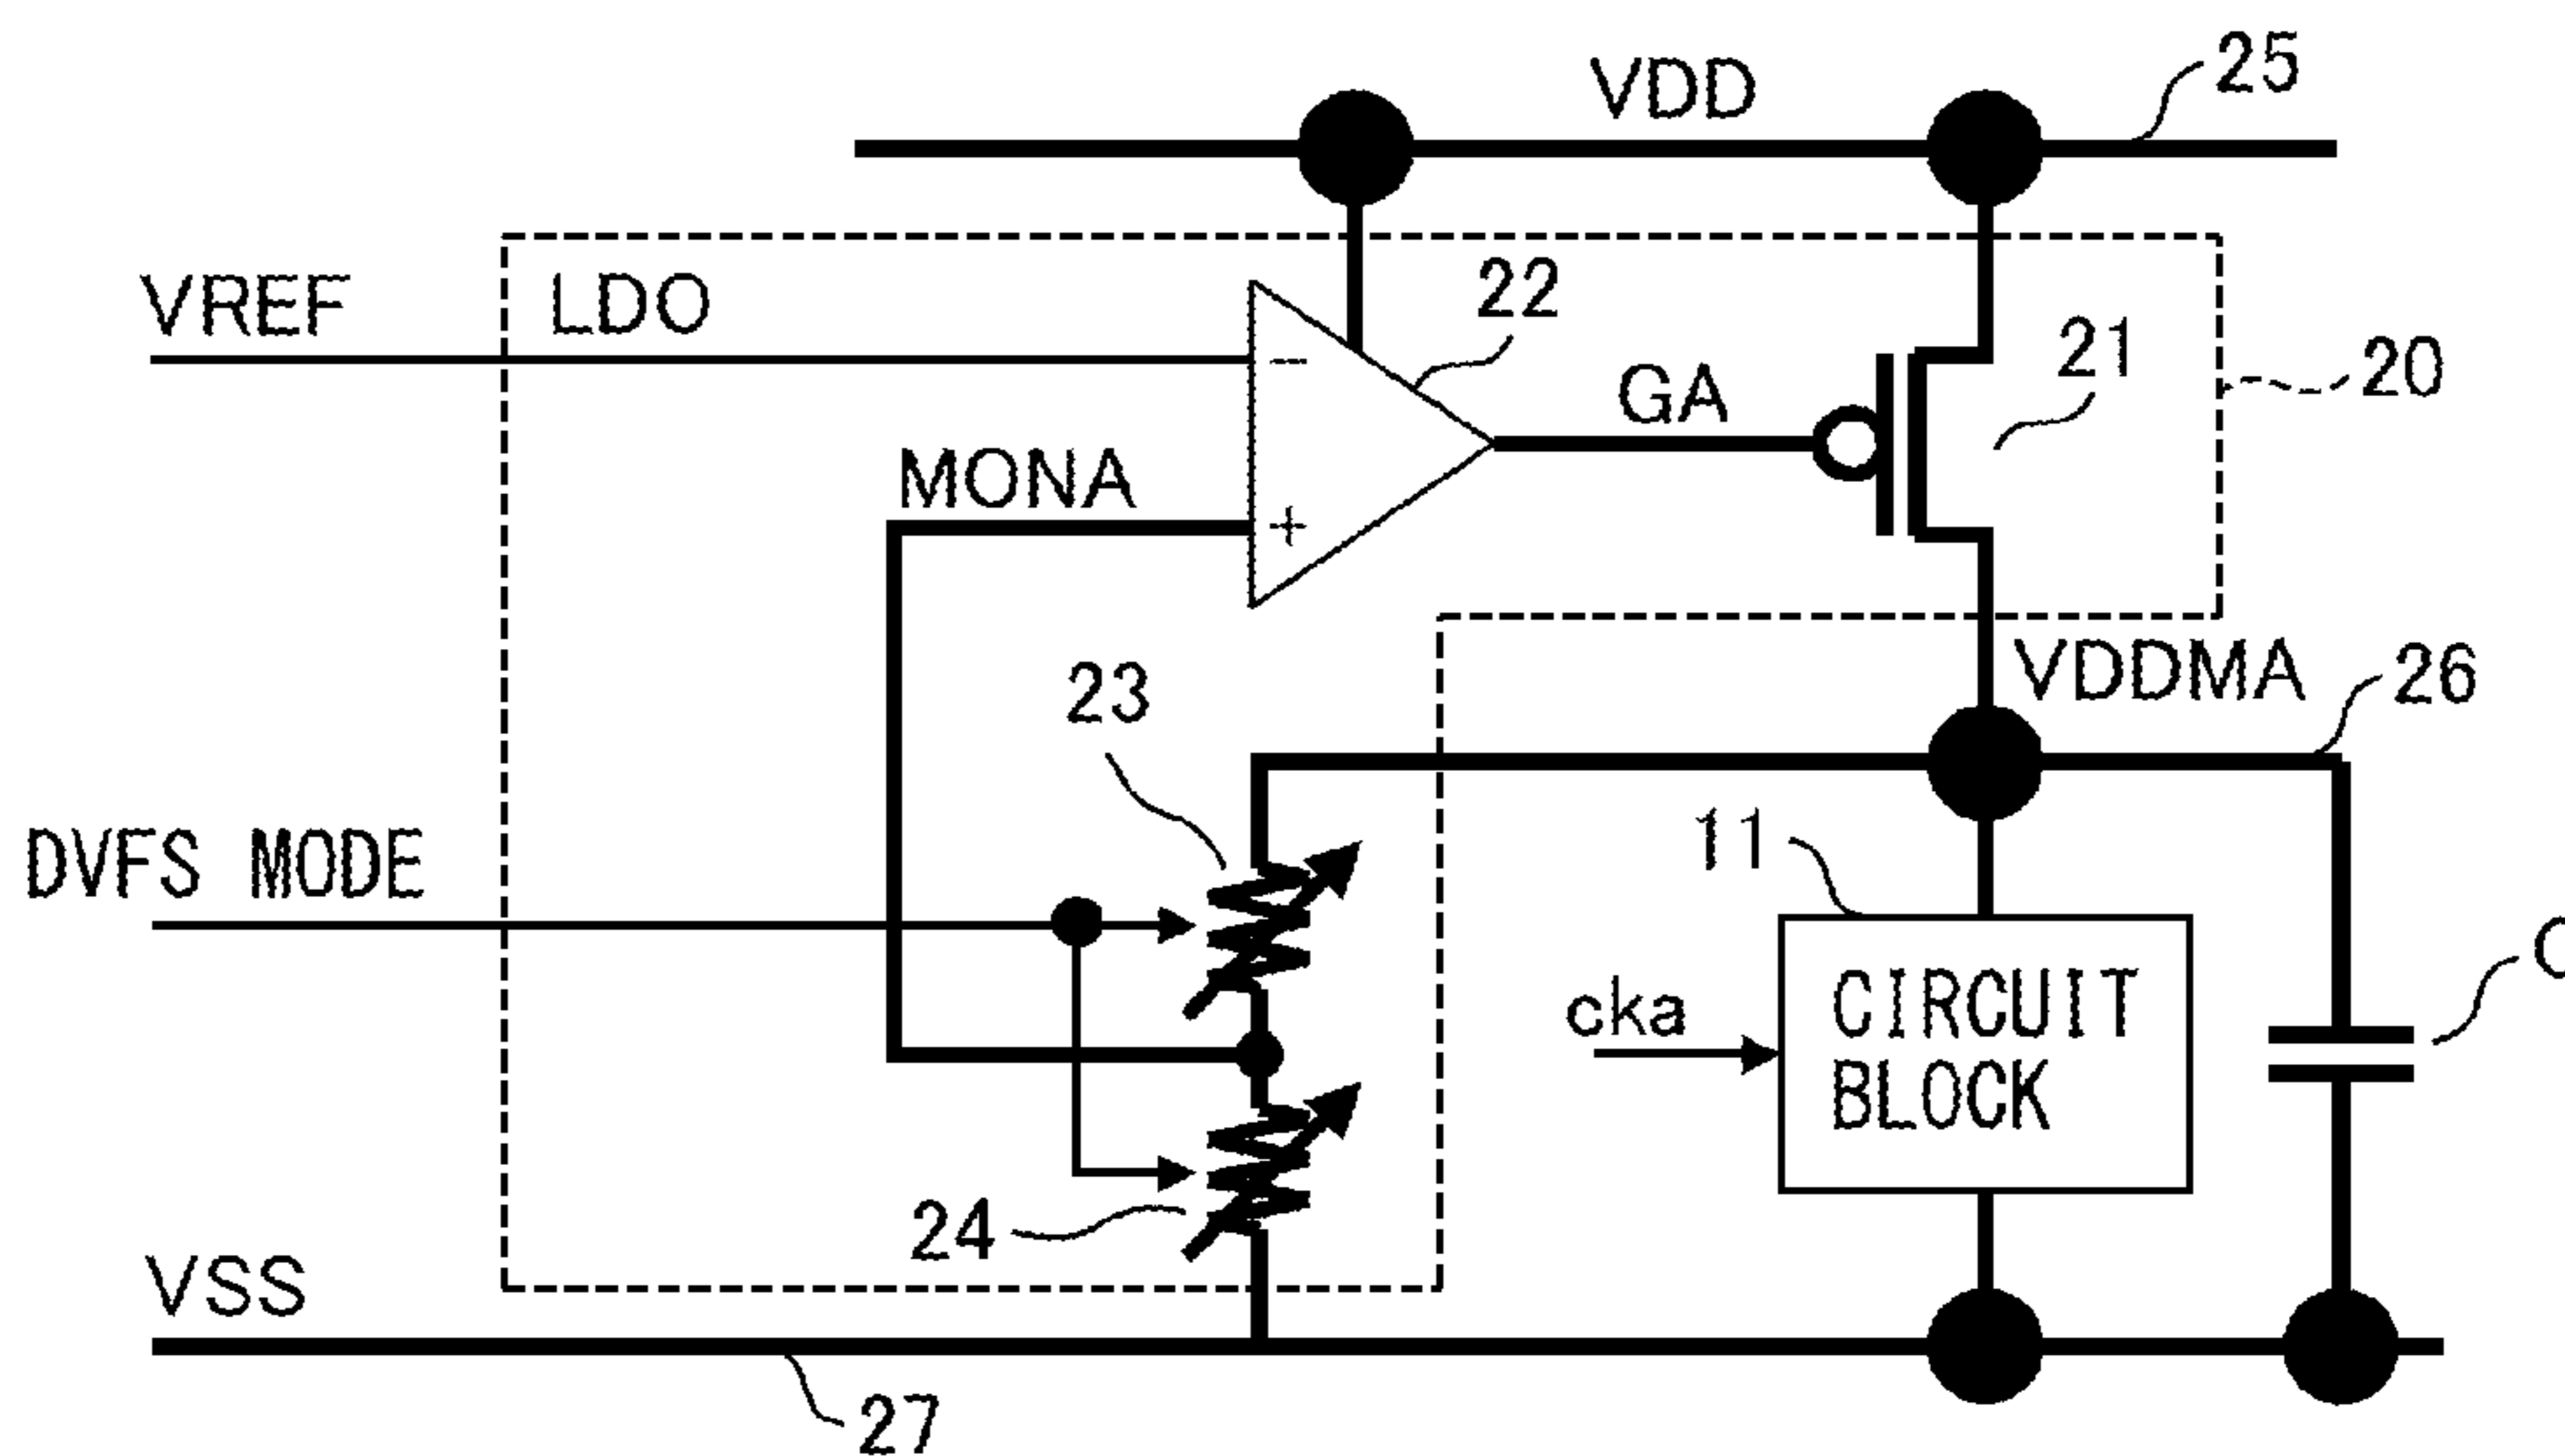 VDD
25
VREF
LDO
22
21
20
GA
MONA
-
+
VDDMA
26
23
11
DVFS MODE
C
cka
CIRCUIT
BLOCK
24
VSS
27